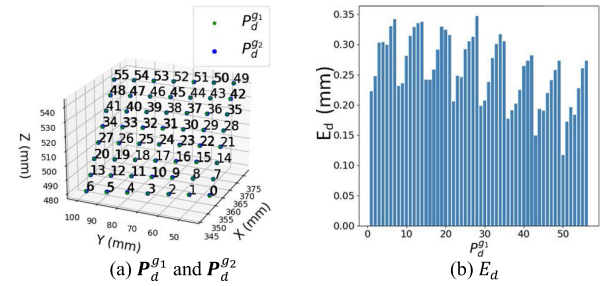 P_d^{g_1}
P_d^{g_2}
55 54 53 52 51 50 49
48 47 46 45 44 43 42
41 40 39 38 37 36 35
34 33 32 31 30 29 28
27 26 25 24 23 22 21
20 19 18 17 16 15 14
13 12 11 10 9 8 7
6 5 4 3 2 1 0
540
530
520
510
500
490
480
Z (mm)
100 90 80 70 60 50
Y (mm)
375
370
365
360
355
350
345
X (mm)
(a) P_d^{g_1} and P_d^{g_2}
0.35
0.30
0.25
0.20
0.15
0.10
0.05
0.00
E_d (mm)
0 10 20 30 40 50
P_d^{g_1}
(b) E_d